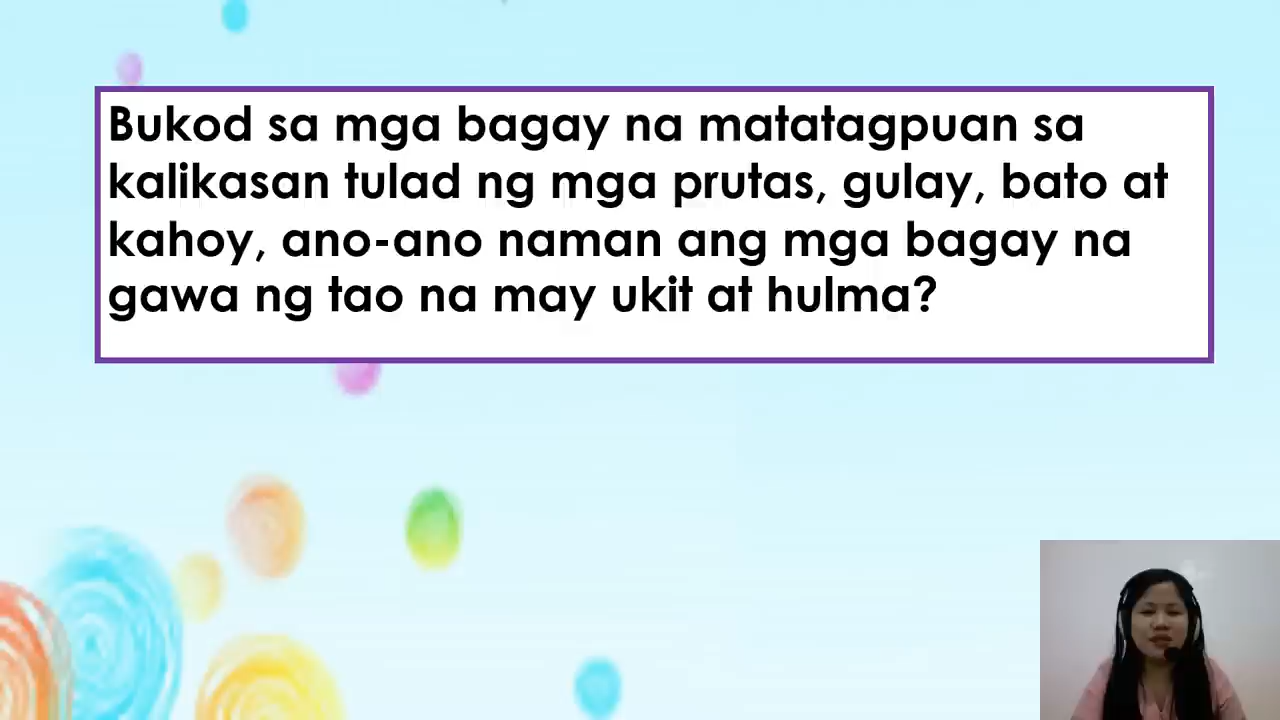 Bukod sa mga bagay na matatagpuan sa
kalikasan tulad ng mga prutas, gulay, bato at
kahoy, ano-ano naman ang mga bagay na
gawa ng tao na may ukit at hulma?